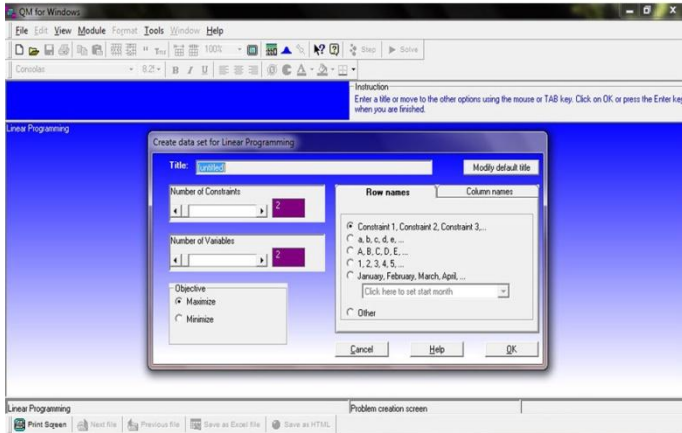 QM for Windows
File Edit View Module Format Tools Window Help
100% Step Solve
Consolas 8.2 B I U
Instruction
Enter a title or move to the other options using the mouse or TAB key. Click on OK or press the Enter key
when you are finished.
Linear Programming
Create data set for Linear Programming
Title: (untitled) Modify default title
Number of Constraints
2
Number of Variables
2
Objective
Maximize
Minimize
Row names Column names
Constraint 1, Constraint 2, Constraint 3,...
a, b, c, d, e, ...
A, B, C, D, E, ...
1, 2, 3, 4, 5, ...
January, February, March, April, ...
Click here to set start month
Other
Cancel Help OK
Linear Programming Problem creation screen
Print Screen Next file Previous file Save as Excel file Save as HTML